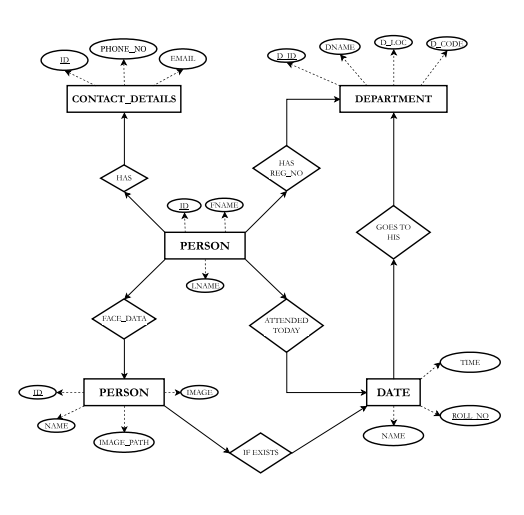 PHONE_NO
ID
EMAIL
CONTACT_DETAILS
D_ID
DNAME
D_LOC
D_CODE
DEPARTMENT
HAS
HAS
REG_NO
ID
FNAME
PERSON
LNAME
GOES TO
HIS
FACE_DATA
ATTENDED
TODAY
TIME
ID
PERSON
IMAGE
DATE
NAME
IMAGE_PATH
ROLL_NO
NAME
IF EXISTS